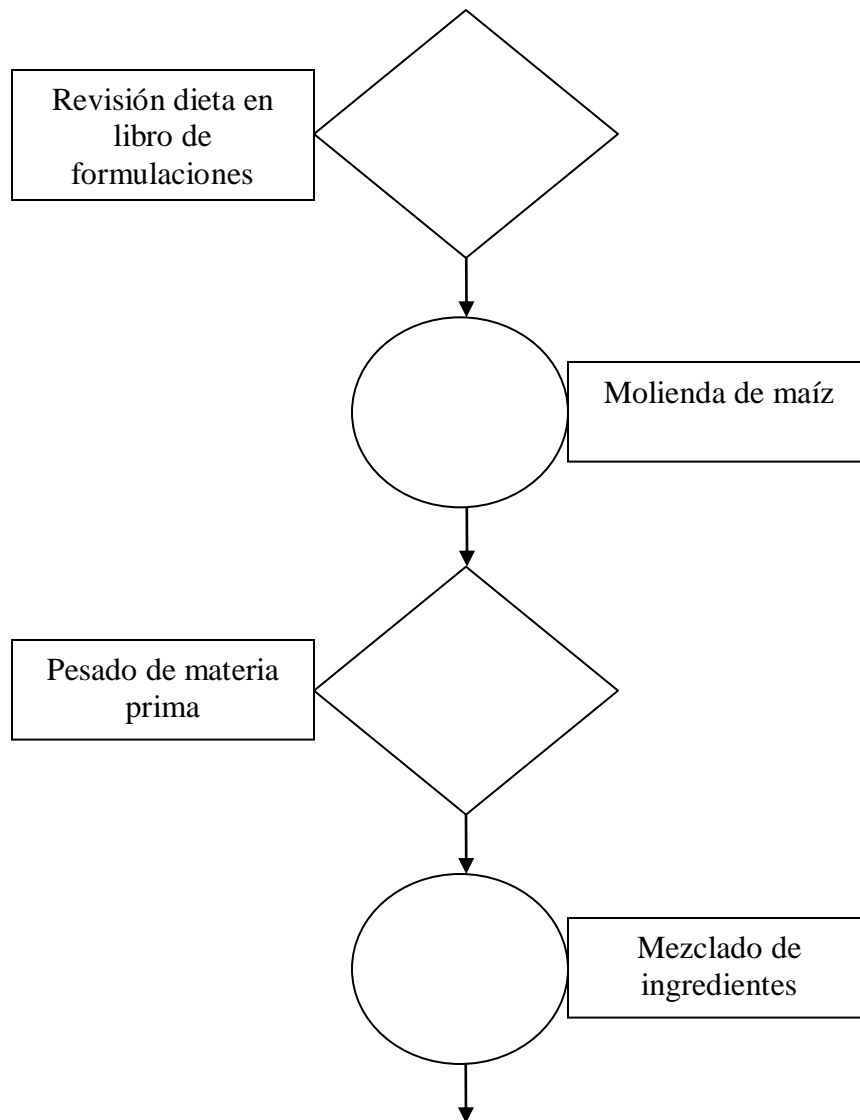 Revisión dieta en
libro de
formulaciones
Molienda de maíz
Pesado de materia
prima
Mezclado de
ingredientes